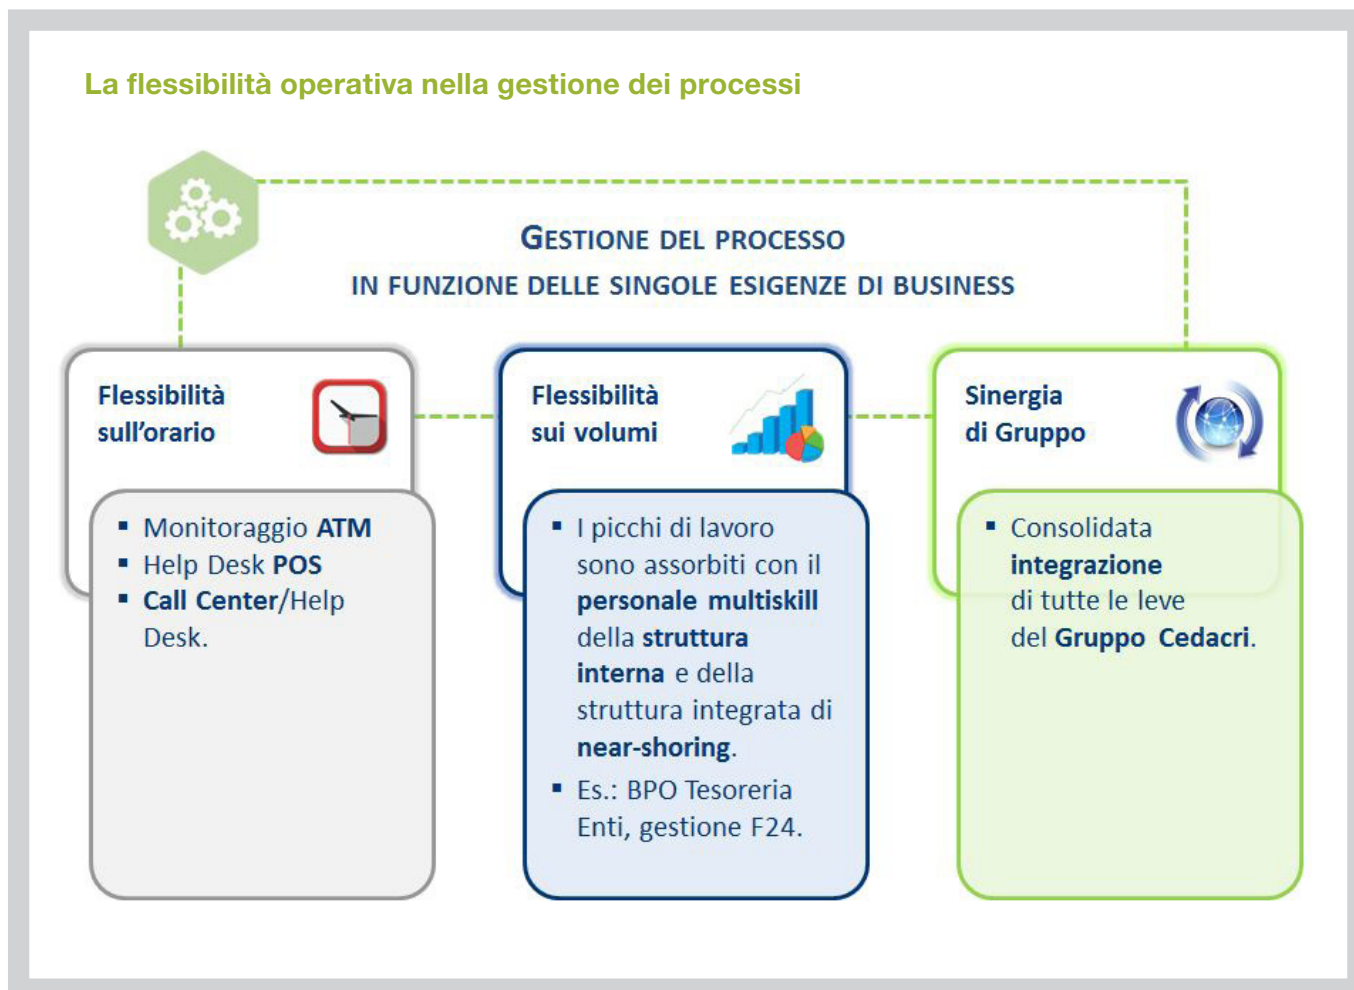 La flessibilità operativa nella gestione dei processi
GESTIONE DEL PROCESSO
IN FUNZIONE DELLE SINGOLE ESIGENZE DI BUSINESS
Flessibilità
sull'orario
▪ Monitoraggio ATM
▪ Help Desk POS
▪ Call Center/Help
Desk.
Flessibilità
sui volumi
▪ I picchi di lavoro
sono assorbiti con il
personale multiskill
della struttura
interna e della
struttura integrata di
near-shoring.
▪ Es.: BPO Tesoreria
Enti, gestione F24.
Sinergia
di Gruppo
▪ Consolidata
integrazione
di tutte le leve
del Gruppo Cedacri.